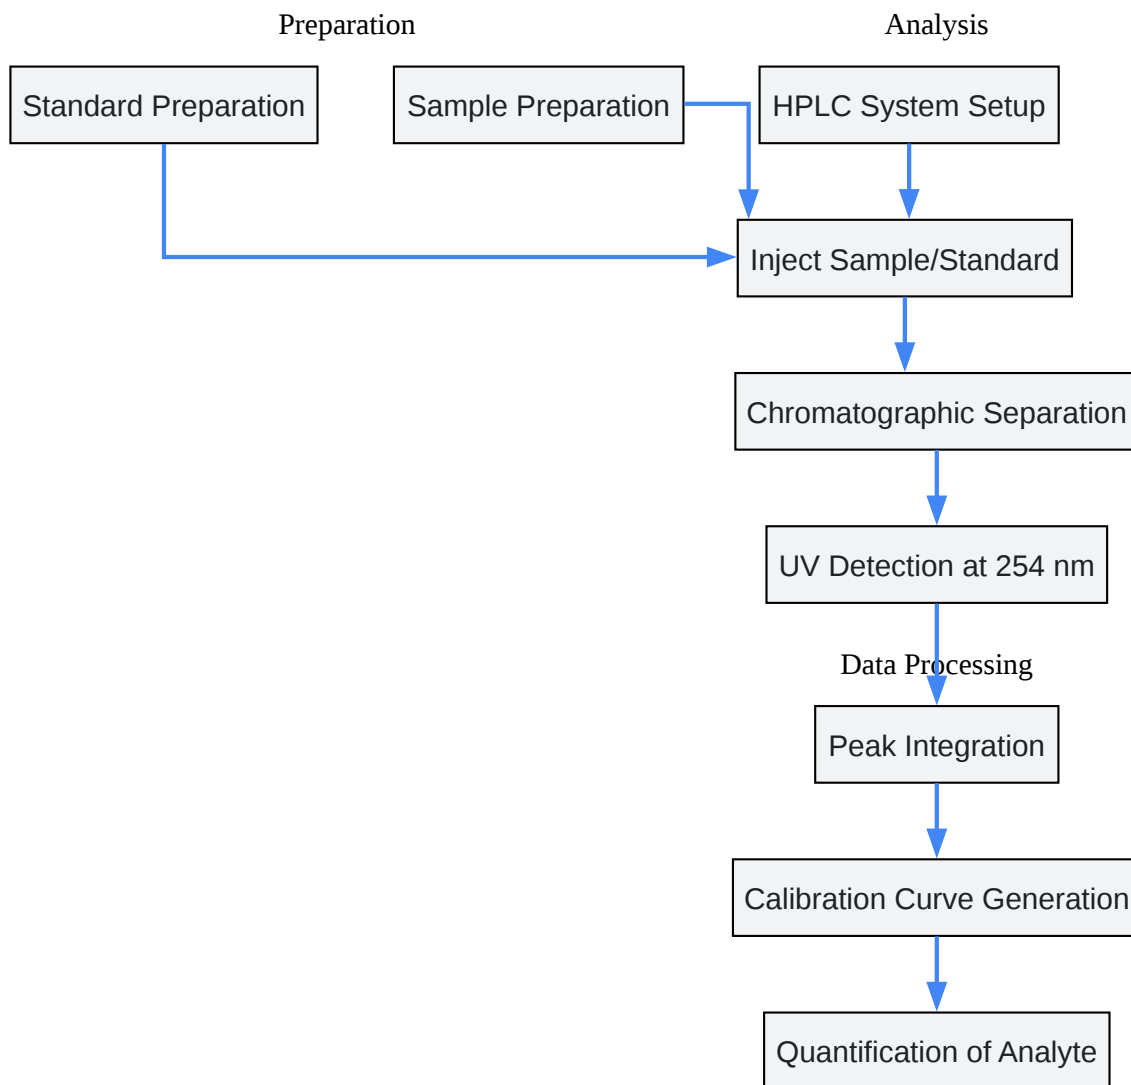 Preparation
Analysis
Standard Preparation
Sample Preparation
HPLC System Setup
Inject Sample/Standard
Chromatographic Separation
UV Detection at 254 nm
Data Processing
Peak Integration
Calibration Curve Generation
Quantification of Analyte